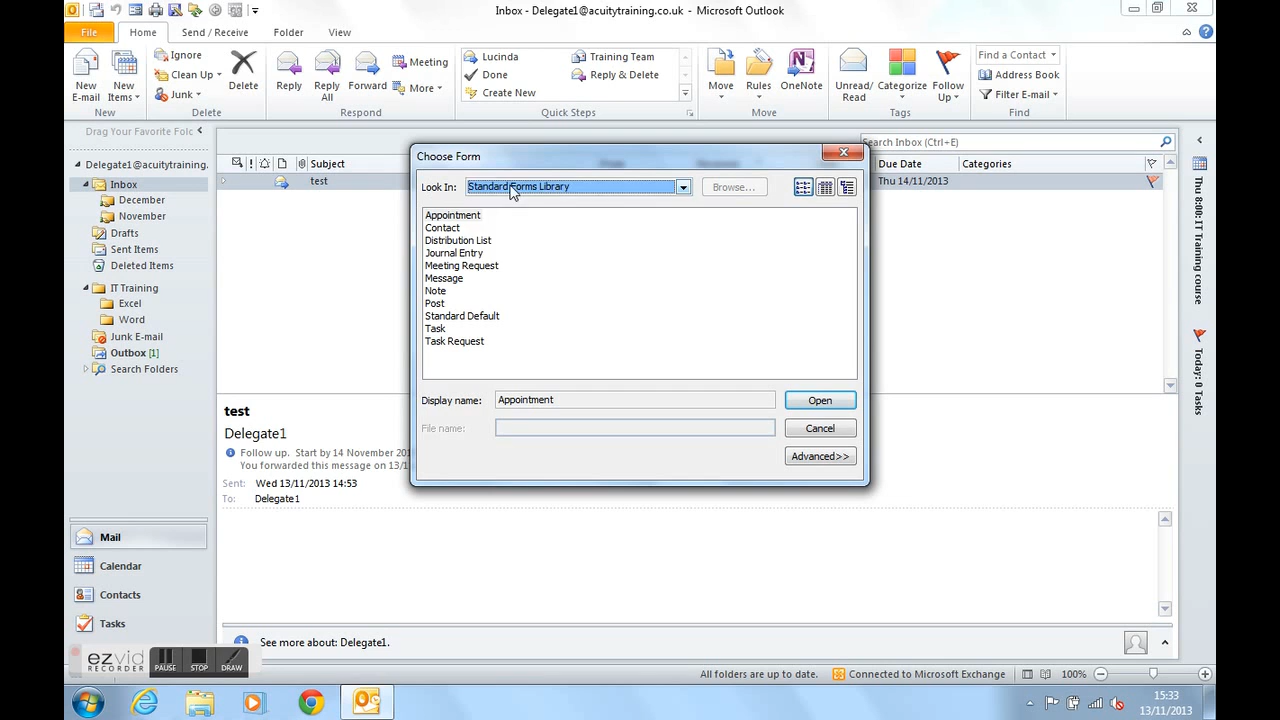 Inbox - Delegate1@acuitytraining.co.uk - Microsoft Outlook
File Home Send / Receive Folder View
New E-mail
New Items
Ignore
Clean Up
Junk
Delete
Reply
Reply All
Forward
Meeting
More
Lucinda
Done
Create New
Training Team
Reply & Delete
Move
Rules
OneNote
Unread/ Read
Categorize
Follow Up
Find a Contact
Address Book
Filter E-mail
New Delete Respond Quick Steps Move Tags Find
Drag Your Favorite Folc
Delegate1@acuitytraining.
Inbox
December
November
Drafts
Sent Items
Deleted Items
IT Training
Excel
Word
Junk E-mail
Outbox [1]
Search Folders
Search Inbox (Ctrl+E)
! Subject Due Date Categories
test Thu 14/11/2013
Choose Form
Look In: Standard Forms Library Browse...
Appointment
Contact
Distribution List
Journal Entry
Meeting Request
Message
Note
Post
Standard Default
Task
Task Request
Display name: Appointment Open
File name: Cancel
Advanced>>
test
Delegate1
Follow up. Start by 14 November 201
You forwarded this message on 13/1
Sent: Wed 13/11/2013 14:53
To: Delegate1
Thu 8:00: IT Training course
Today: 0 Tasks
Mail
Calendar
Contacts
Tasks
See more about: Delegate1.
ezvid
RECORDER
PAUSE STOP DRAW
All folders are up to date. Connected to Microsoft Exchange 100%
15:33
13/11/2013